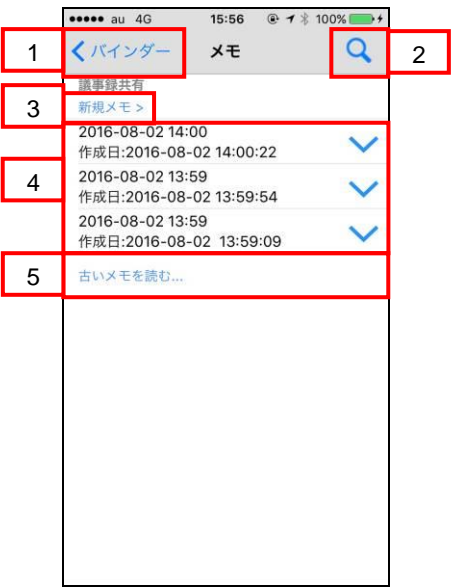 au 4G 15:56 100%
1 バインダー メモ 2
議事録共有
3 新規メモ >
2016-08-02 14:00
作成日:2016-08-02 14:00:22
4 2016-08-02 13:59
作成日:2016-08-02 13:59:54
2016-08-02 13:59
作成日:2016-08-02 13:59:09
5 古いメモを読む...